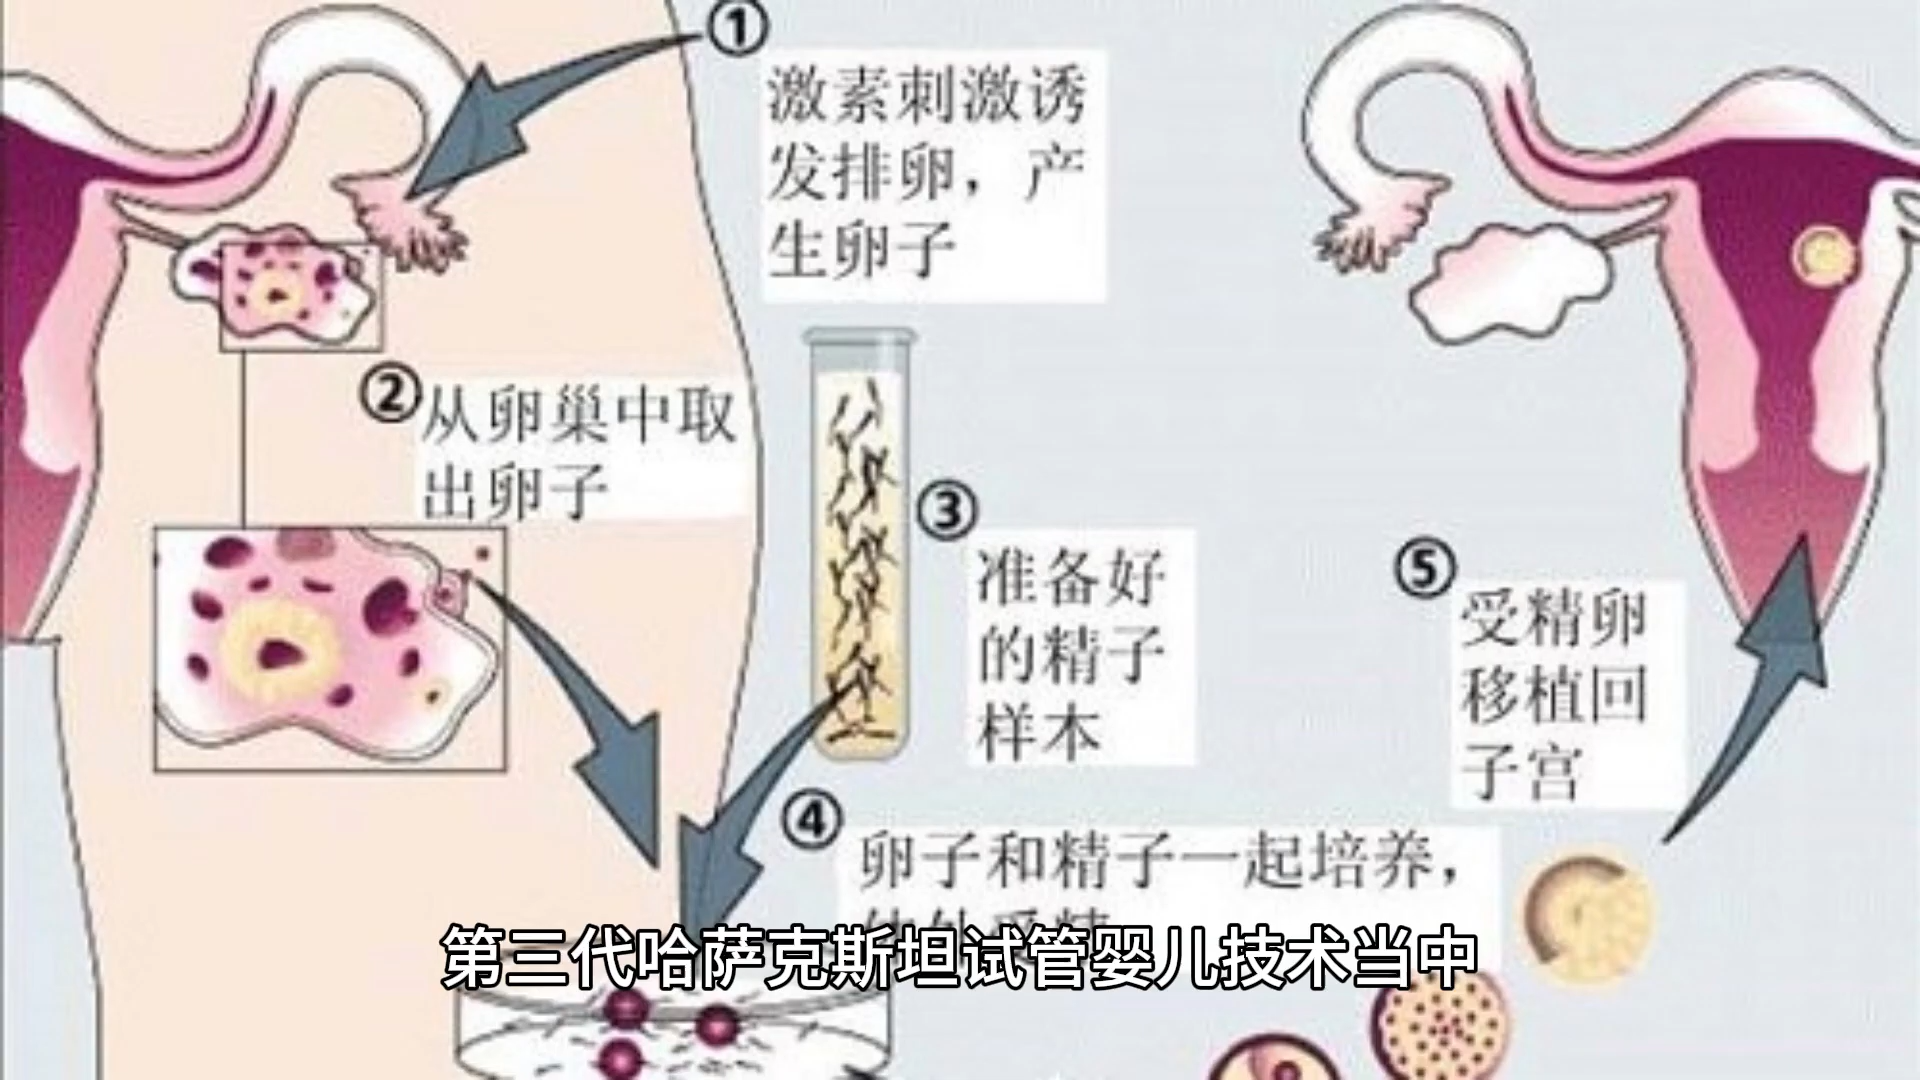 ①
激素刺激诱
发排卵，产
生卵子
②
从卵巢中取
出卵子
③
准备好
的精子
样本
④
卵子和精子一起培养，
⑤
受精卵
移植回
子宫
第三代哈萨克斯坦试管婴儿技术当中